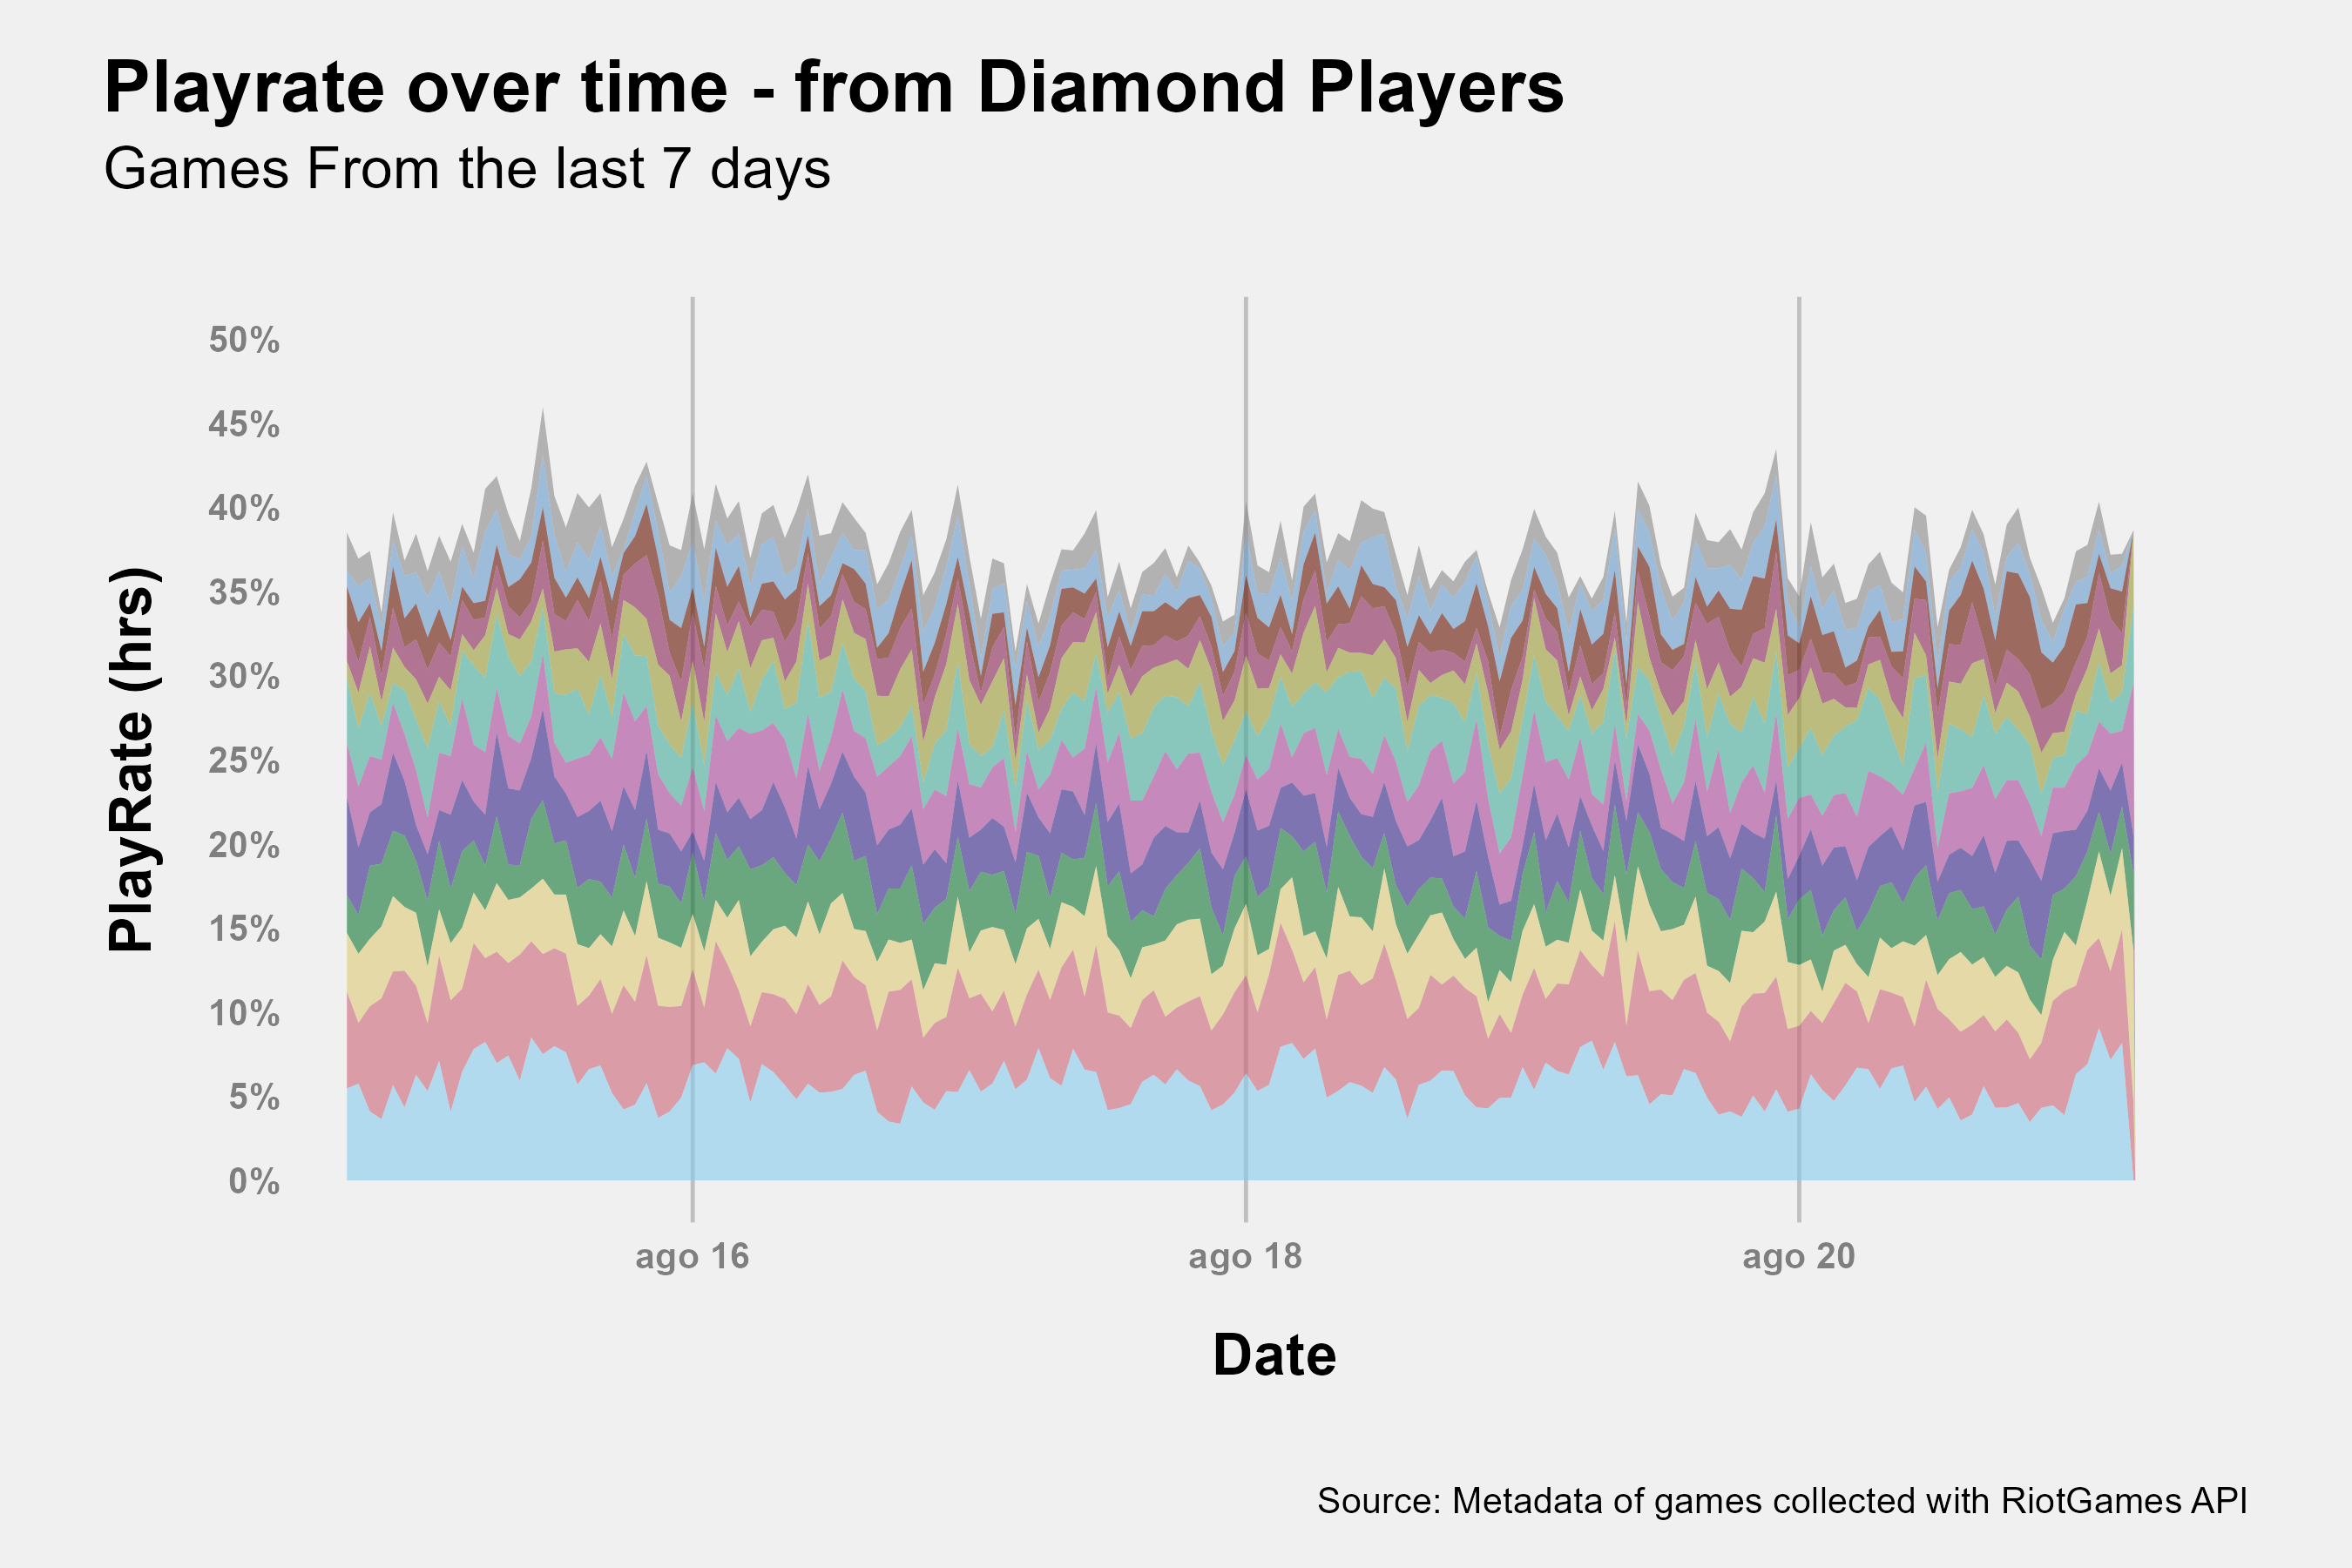 Playrate over time - from Diamond Players
Games From the last 7 days
PlayRate (hrs)
50%
45%
40%
35%
30%
25%
20%
15%
10%
5%
0%
ago 16
ago 18
ago 20
Date
Source: Metadata of games collected with RiotGames API